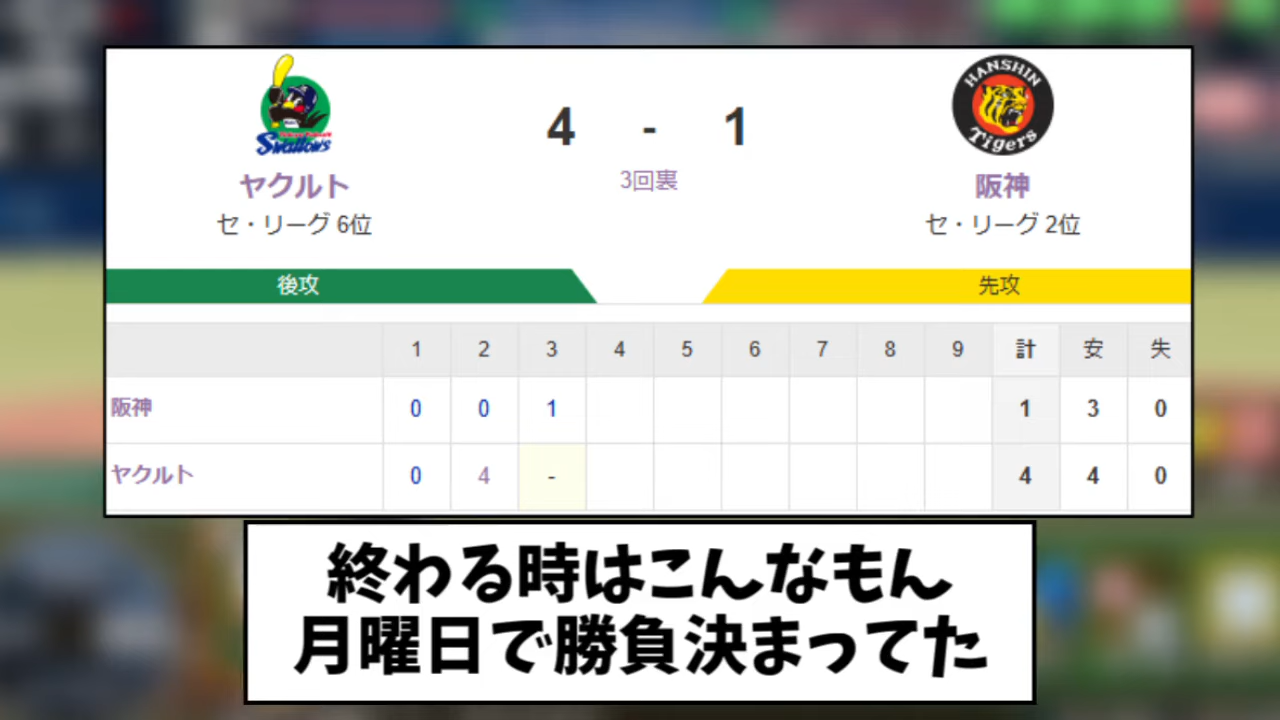 HANSHIN
Tigers
Swallows
4 - 1
3回裏
ヤクルト
セ・リーグ 6位
阪神
セ・リーグ 2位
後攻
先攻
1 2 3 4 5 6 7 8 9 計 安 失
阪神 0 0 1 1 3 0
ヤクルト 0 4 - 4 4 0
終わる時はこんなもん
月曜日で勝負決まってた